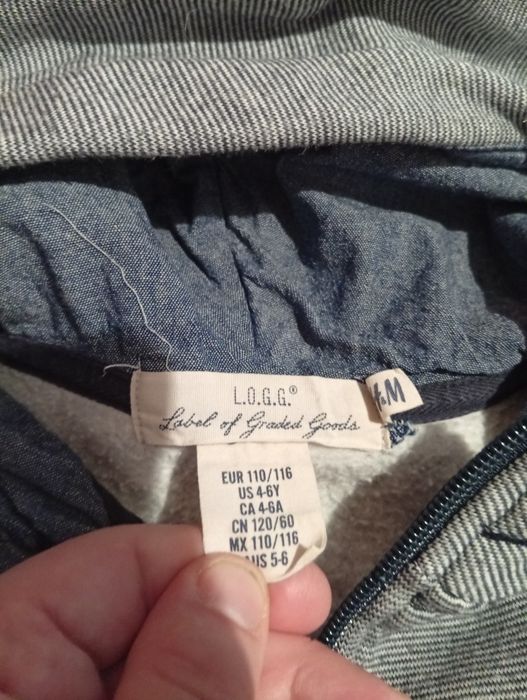 L.O.G.G.®
Label of Graded Goods
&M
EUR 110/116
US 4-6Y
CA 4-6A
CN 120/60
MX 110/116
AUS 5-6